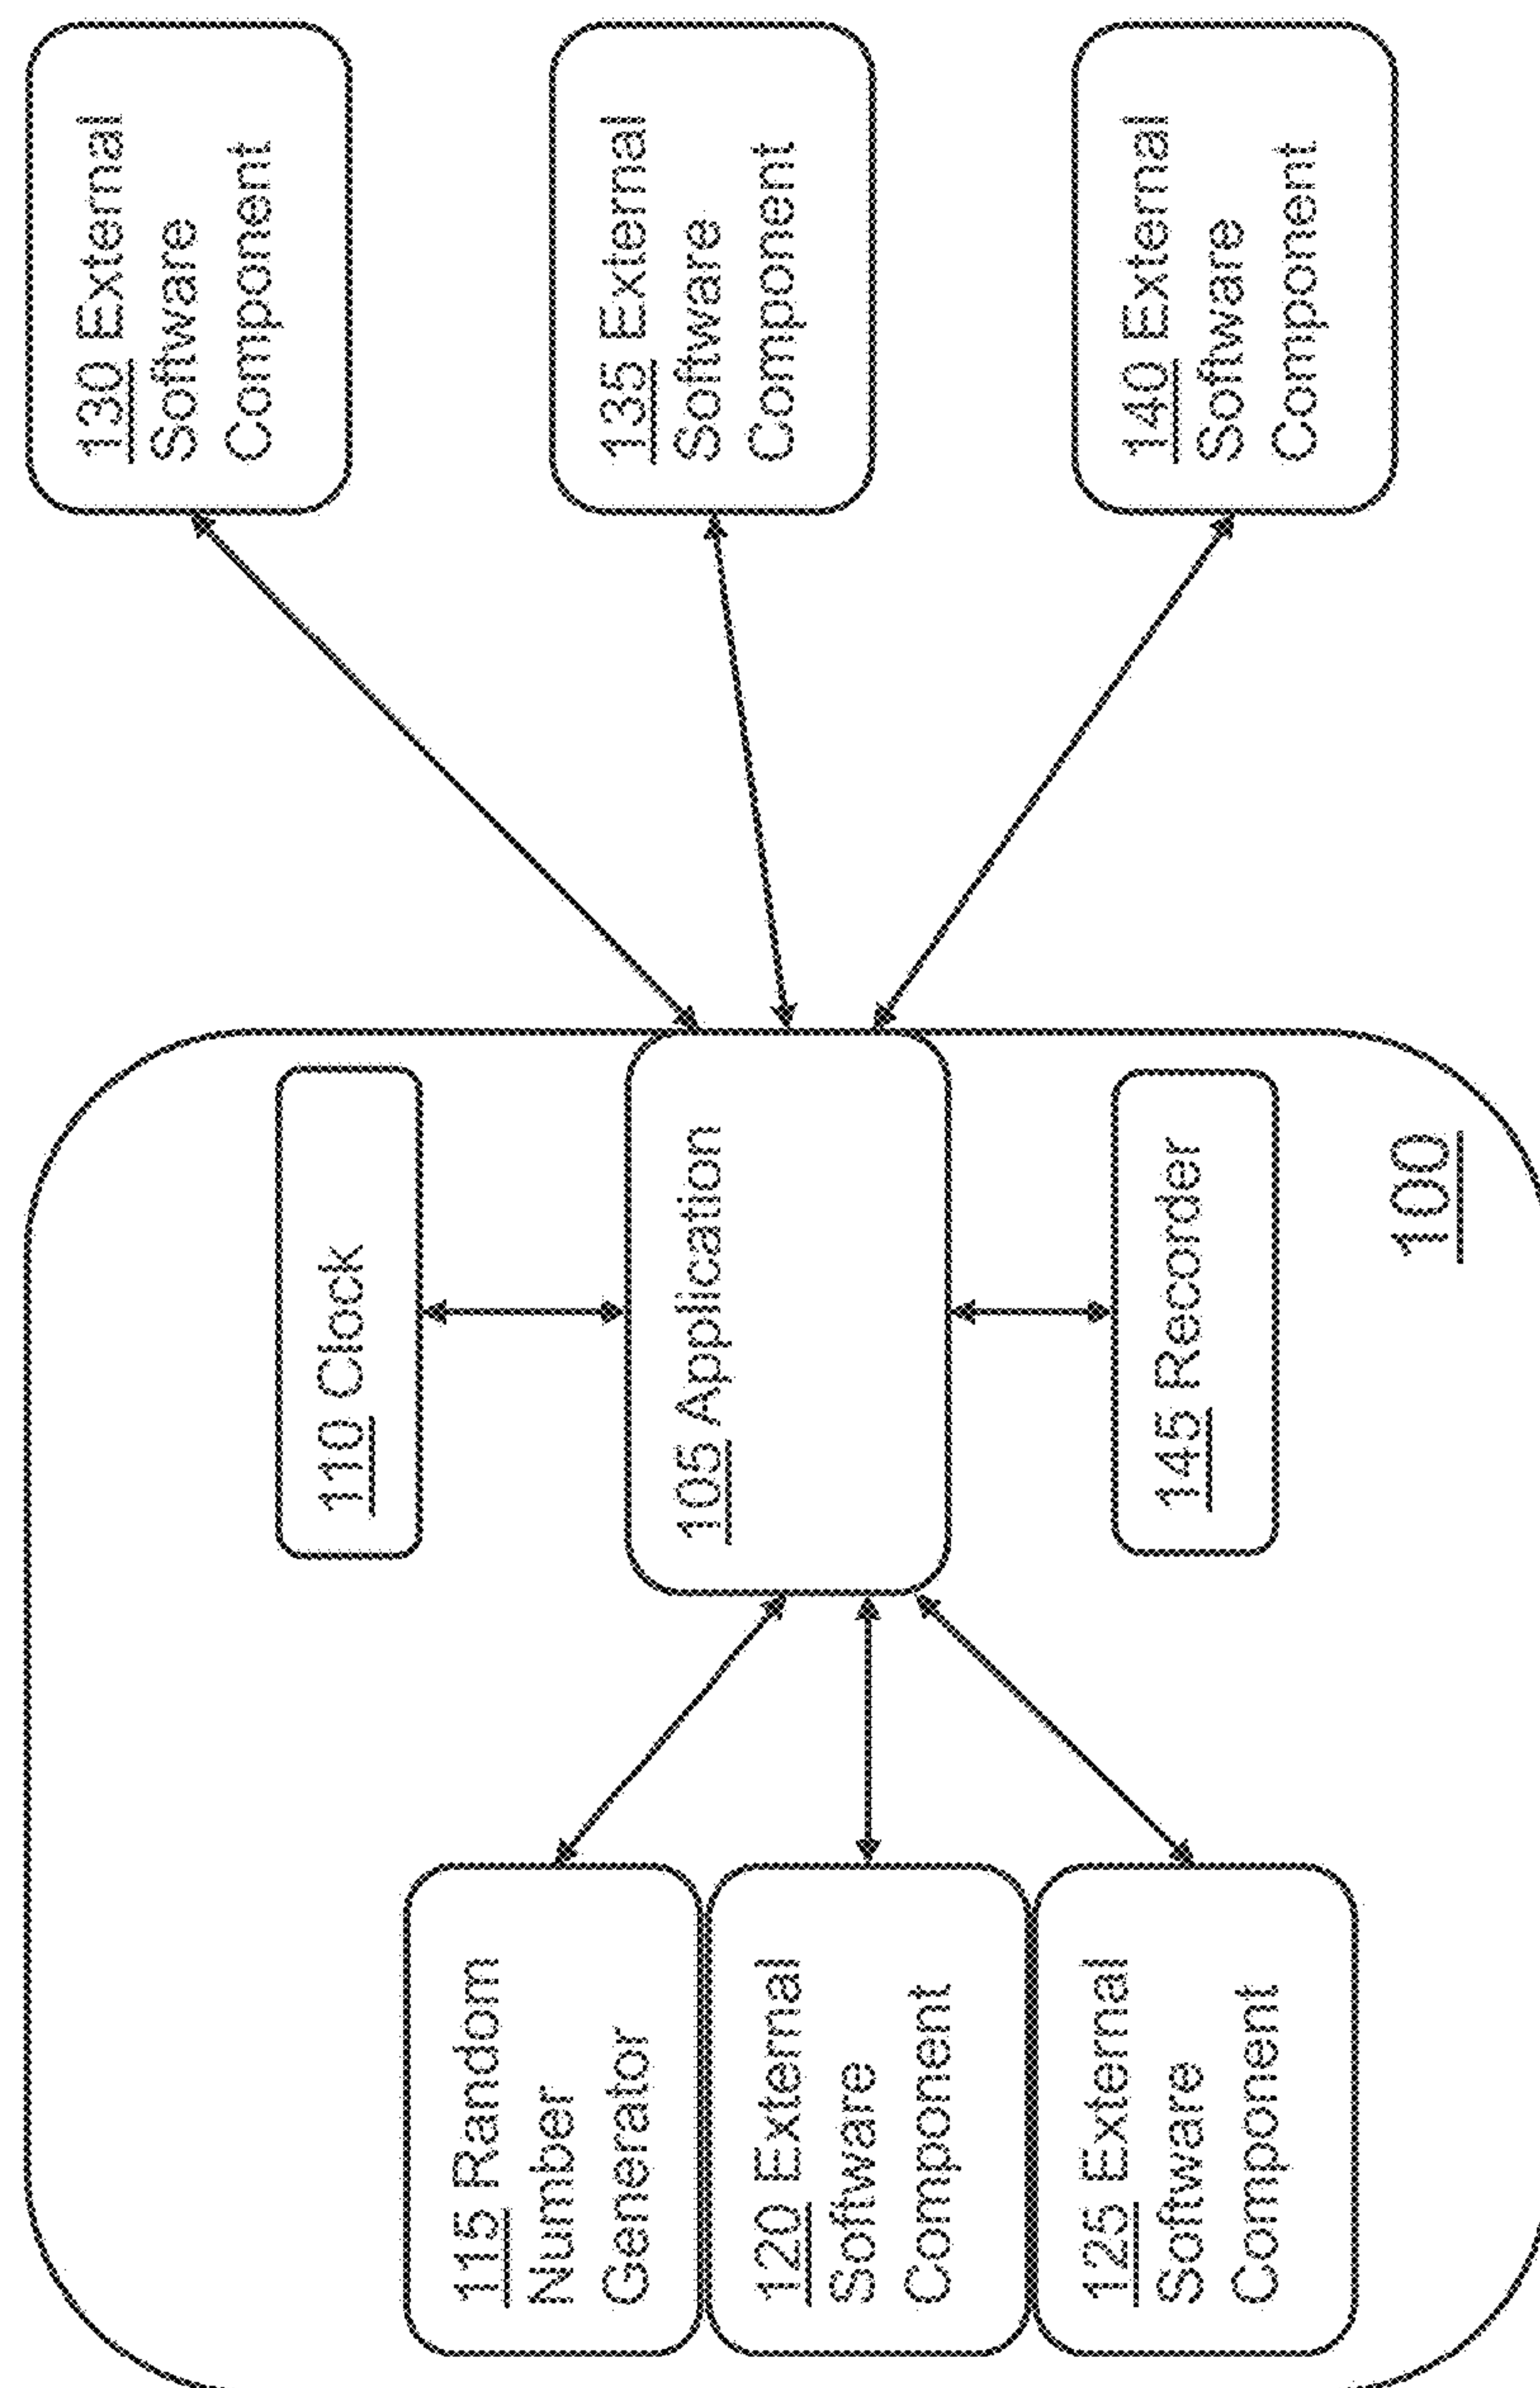 110 Clock
115 Random
Number
Generator
120 External
Software
Component
125 External
Software
Component
105 Application
145 Recorder
100
130 External
Software
Component
135 External
Software
Component
140 External
Software
Component